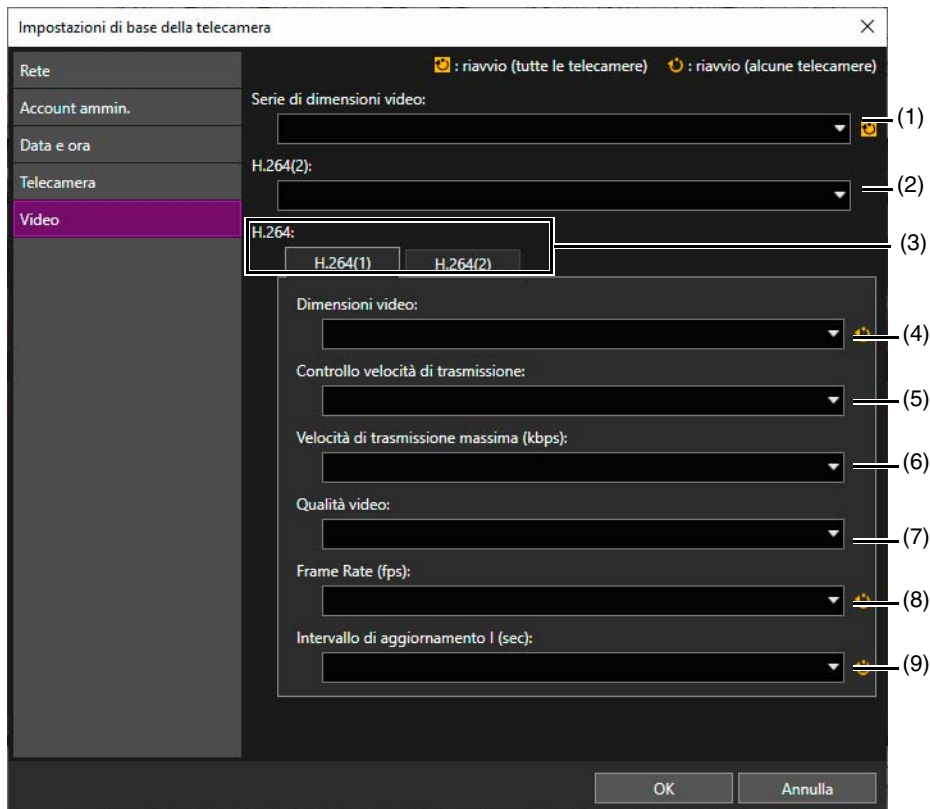 Impostazioni di base della telecamera
Rete
Account ammin.
Data e ora
Telecamera
Video
: riavvio (tutte le telecamere) : riavvio (alcune telecamere)
Serie di dimensioni video:
(1)
H.264(2):
(2)
H.264:
(3)
H.264(1) H.264(2)
Dimensioni video:
(4)
Controllo velocità di trasmissione:
(5)
Velocità di trasmissione massima (kbps):
(6)
Qualità video:
(7)
Frame Rate (fps):
(8)
Intervallo di aggiornamento I (sec):
(9)
OK Annulla